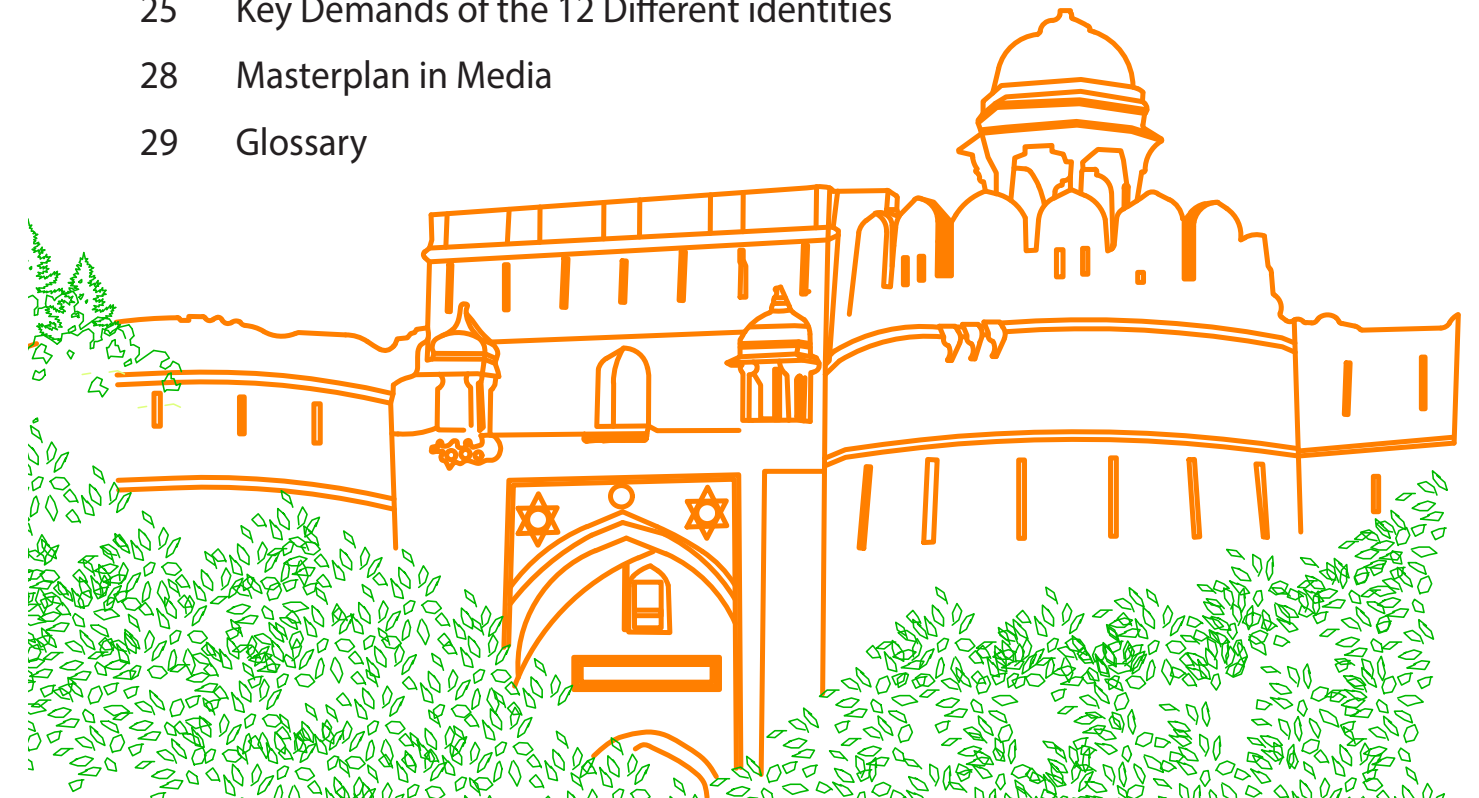 25 Key Demands of the 12 Different identities
28 Masterplan in Media
29 Glossary